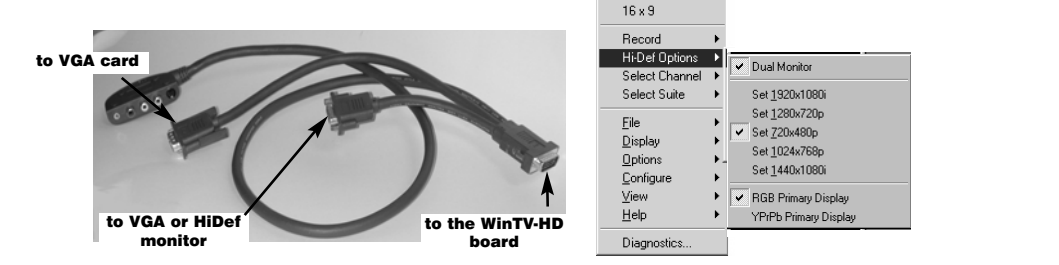 to VGA card
to VGA or HiDef
monitor
to the WinTV-HD
board
16 x 9
Record
Hi-Def Options
Select Channel
Select Suite
File
Display
Options
Configure
View
Help
Diagnostics...
Dual Monitor
Set 1920x1080i
Set 1280x720p
Set 720x480p
Set 1024x768p
Set 1440x1080i
RGB Primary Display
YPrPb Primary Display